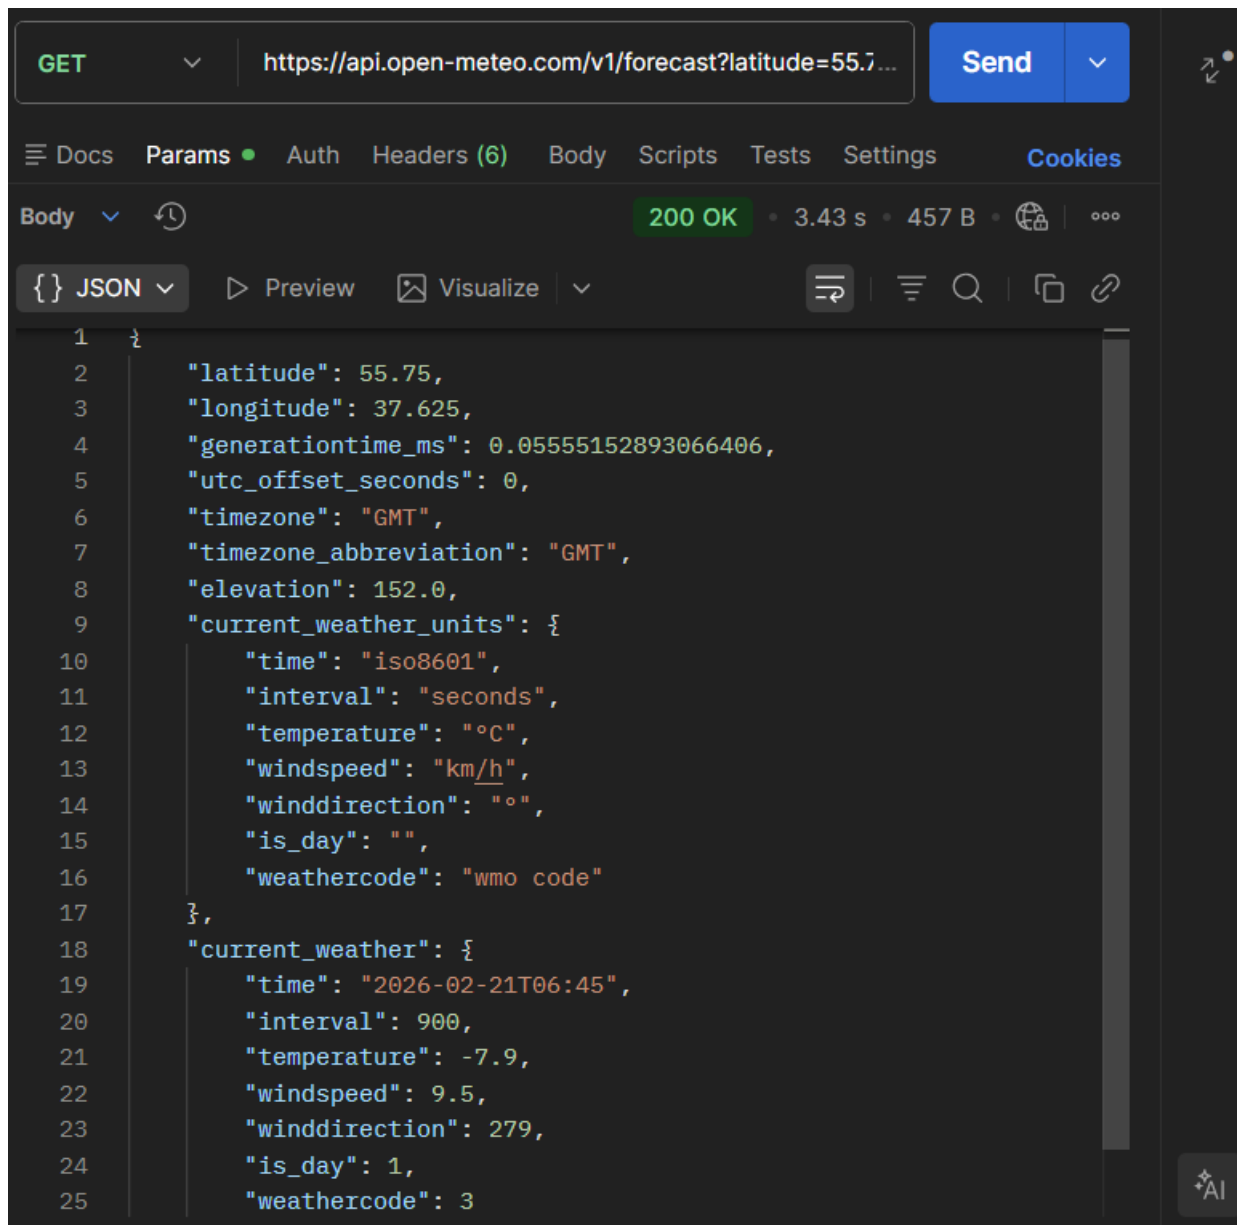 GET https://api.open-meteo.com/v1/forecast?latitude=55.7... Send
Docs Params Auth Headers (6) Body Scripts Tests Settings Cookies
Body 200 OK • 3.43 s • 457 B
{} JSON Preview Visualize
1 {
2 "latitude": 55.75,
3 "longitude": 37.625,
4 "generationtime_ms": 0.05555152893066406,
5 "utc_offset_seconds": 0,
6 "timezone": "GMT",
7 "timezone_abbreviation": "GMT",
8 "elevation": 152.0,
9 "current_weather_units": {
10 "time": "iso8601",
11 "interval": "seconds",
12 "temperature": "°C",
13 "windspeed": "km/h",
14 "winddirection": "°",
15 "is_day": "",
16 "weathercode": "wmo code"
17 },
18 "current_weather": {
19 "time": "2026-02-21T06:45",
20 "interval": 900,
21 "temperature": -7.9,
22 "windspeed": 9.5,
23 "winddirection": 279,
24 "is_day": 1,
25 "weathercode": 3
AI